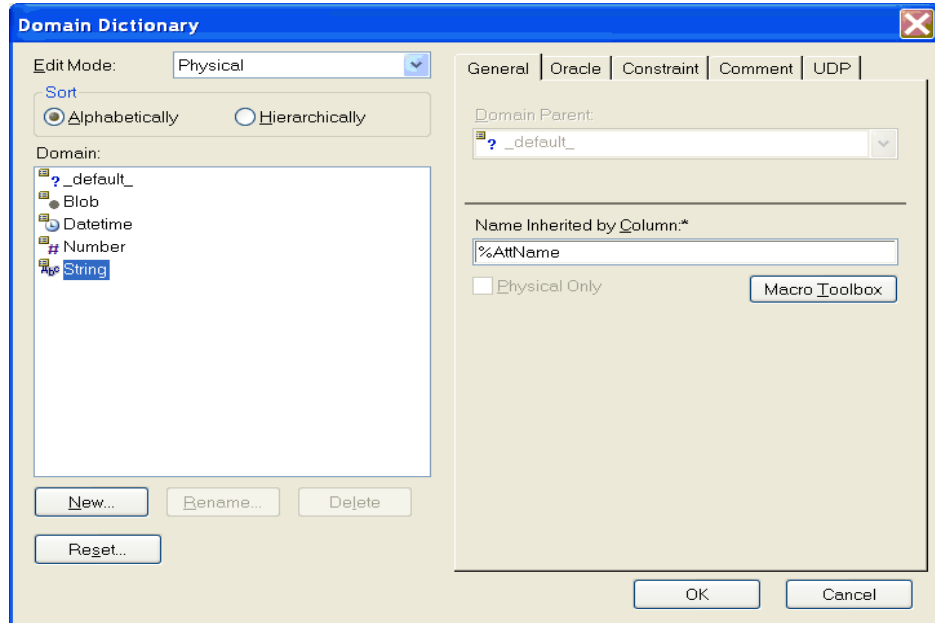 Domain Dictionary
Edit Mode: Physical
Sort
Alphabetically Hierarchically
Domain:
_default_
Blob
Datetime
Number
String
New... Rename... Delete
Reset...
General Oracle Constraint Comment UDP
Domain Parent:
_default_
Name Inherited by Column:*
%AttName
Physical Only Macro Toolbox
OK Cancel